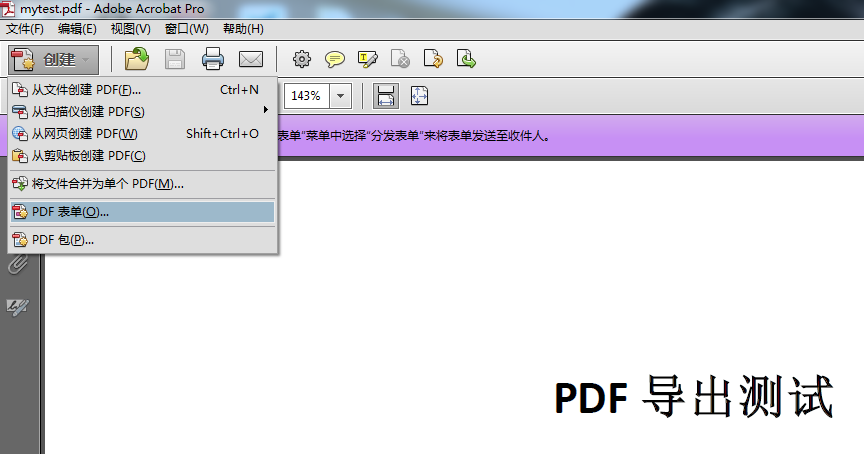 mytest.pdf - Adobe Acrobat Pro
文件(F) 编辑(E) 视图(V) 窗口(W) 帮助(H)
创建
从文件创建 PDF(F)... Ctrl+N
143%
从扫描仪创建 PDF(S)
从网页创建 PDF(W) Shift+Ctrl+O
表单”菜单中选择“分发表单”来将表单发送至收件人。
从剪贴板创建 PDF(C)
将文件合并为单个 PDF(M)...
PDF 表单(O)...
PDF 包(P)...
PDF 导出测试